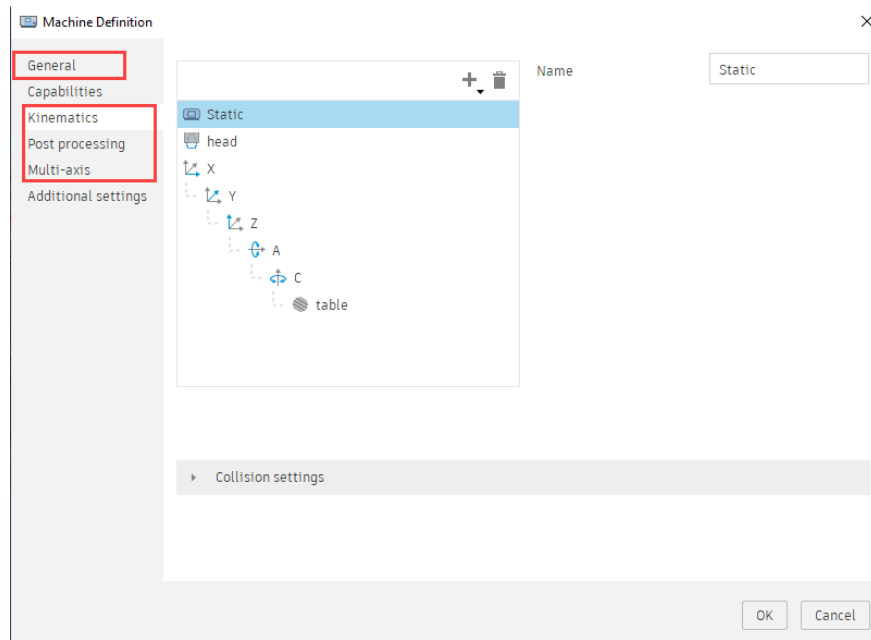 Machine Definition
General
Capabilities
Kinematics
Post processing
Multi-axis
Additional settings
Static
head
X
Y
Z
A
C
table
Name
Static
Collision settings
OK
Cancel